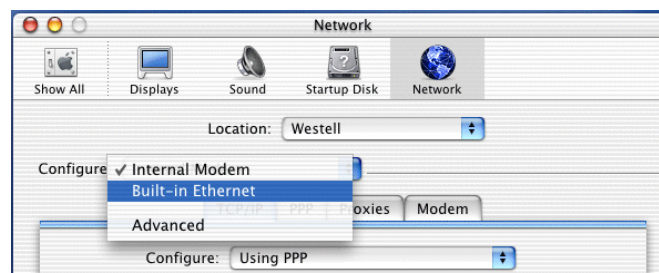 Network
Show All Displays Sound Startup Disk Network
Location: Westell
Configure ✓ Internal Modem
Built-in Ethernet
Advanced
TCP/IP PPP Proxies Modem
Configure: Using PPP